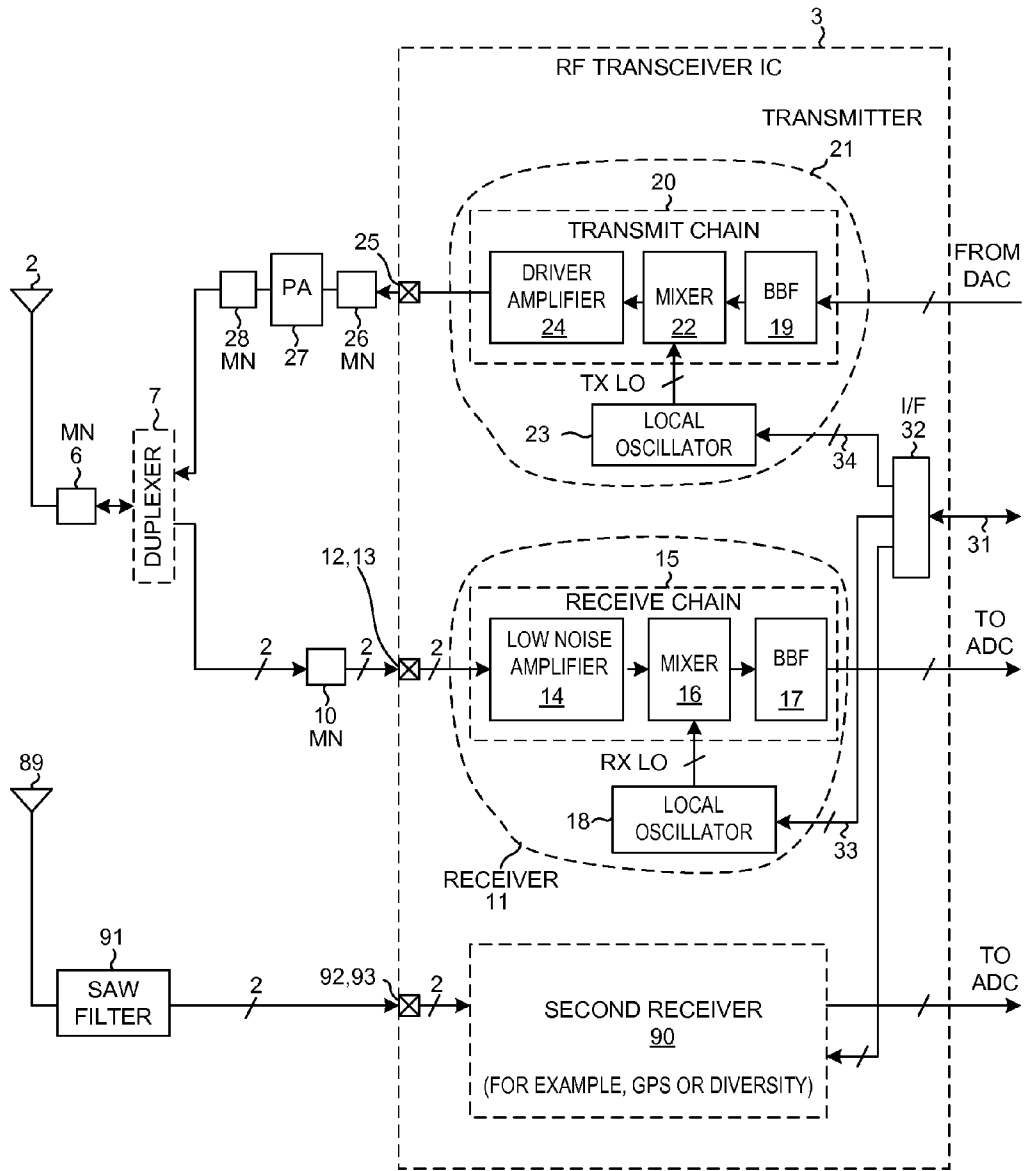 3
RF TRANSCEIVER IC
TRANSMITTER
21
20
TRANSMIT CHAIN
DRIVER
AMPLIFIER
24
MIXER
22
BBF
19
FROM
DAC
25
2
PA
28
MN
27
26
MN
TX LO
23
LOCAL
OSCILLATOR
34
I/F
32
31
7
DUPLEXER
MN
6
12,13
15
RECEIVE CHAIN
LOW NOISE
AMPLIFIER
14
MIXER
16
BBF
17
TO
ADC
2
2
2
10
MN
RX LO
18
LOCAL
OSCILLATOR
33
RECEIVER
11
89
91
SAW
FILTER
2
92,93
2
SECOND RECEIVER
90
(FOR EXAMPLE, GPS OR DIVERSITY)
TO
ADC